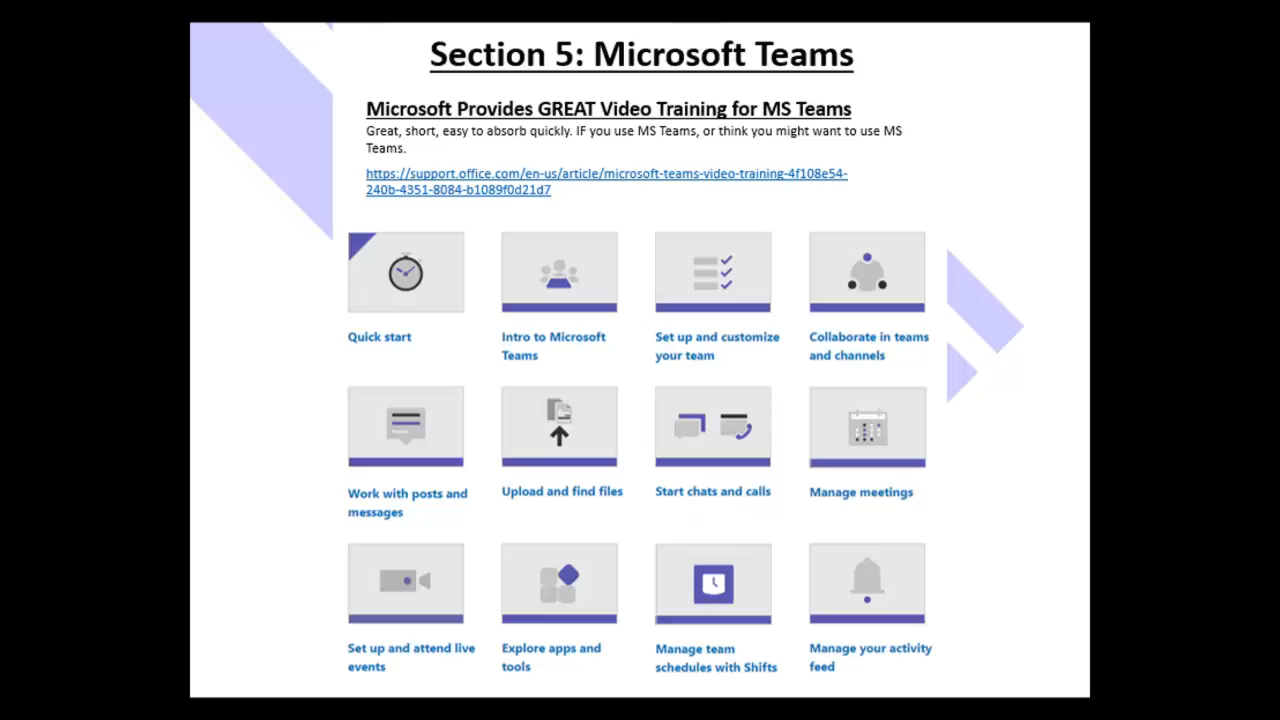 Section 5: Microsoft Teams
Microsoft Provides GREAT Video Training for MS Teams
Great, short, easy to absorb quickly. IF you use MS Teams, or think you might want to use MS
Teams.
https://support.office.com/en-us/article/microsoft-teams-video-training-4f108e54-
240b-4351-8084-b1089f0d21d7
Quick start
Intro to Microsoft
Teams
Set up and customize
your team
Collaborate in teams
and channels
Work with posts and
messages
Upload and find files
Start chats and calls
Manage meetings
Set up and attend live
events
Explore apps and
tools
Manage team
schedules with Shifts
Manage your activity
feed